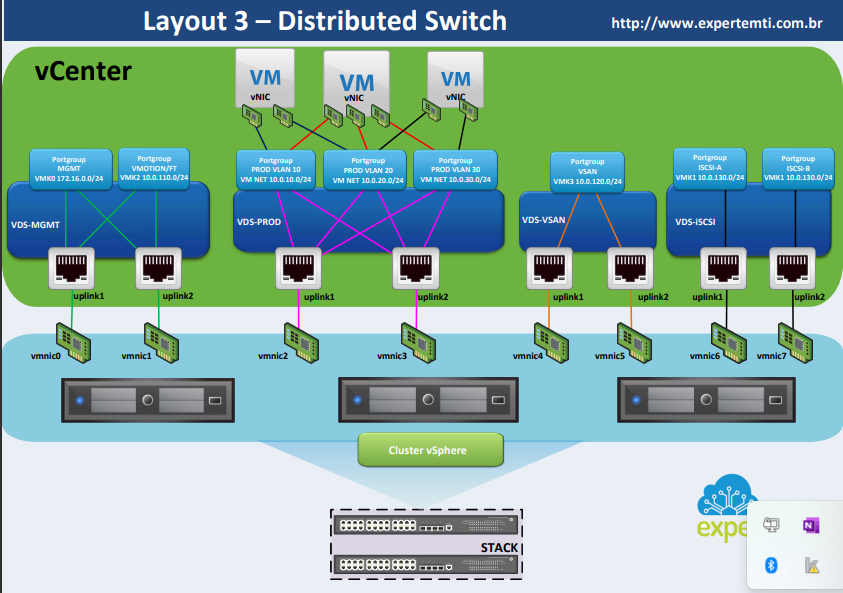 Layout 3 – Distributed Switch
http://www.expertemti.com.br
vCenter
VM
vNIC
VM
vNIC
VM
vNIC
Portgroup
MGMT
VMK0 172.16.0.0/24
Portgroup
VMOTION/FT
VMK2 10.0.110.0/24
Portgroup
PROD VLAN 10
VM NET 10.0.10.0/24
Portgroup
PROD VLAN 20
VM NET 10.0.20.0/24
Portgroup
PROD VLAN 30
VM NET 10.0.30.0/24
Portgroup
VSAN
VMK3 10.0.120.0/24
Portgroup
ISCSI-A
VMK1 10.0.130.0/24
Portgroup
ISCSI-B
VMK1 10.0.130.0/24
VDS-MGMT
VDS-PROD
VDS-VSAN
VDS-iSCSI
uplink1
uplink2
uplink1
uplink2
uplink1
uplink2
uplink1
uplink2
vmnic0
vmnic1
vmnic2
vmnic3
vmnic4
vmnic5
vmnic6
vmnic7
Cluster vSphere
STACK
expe
N